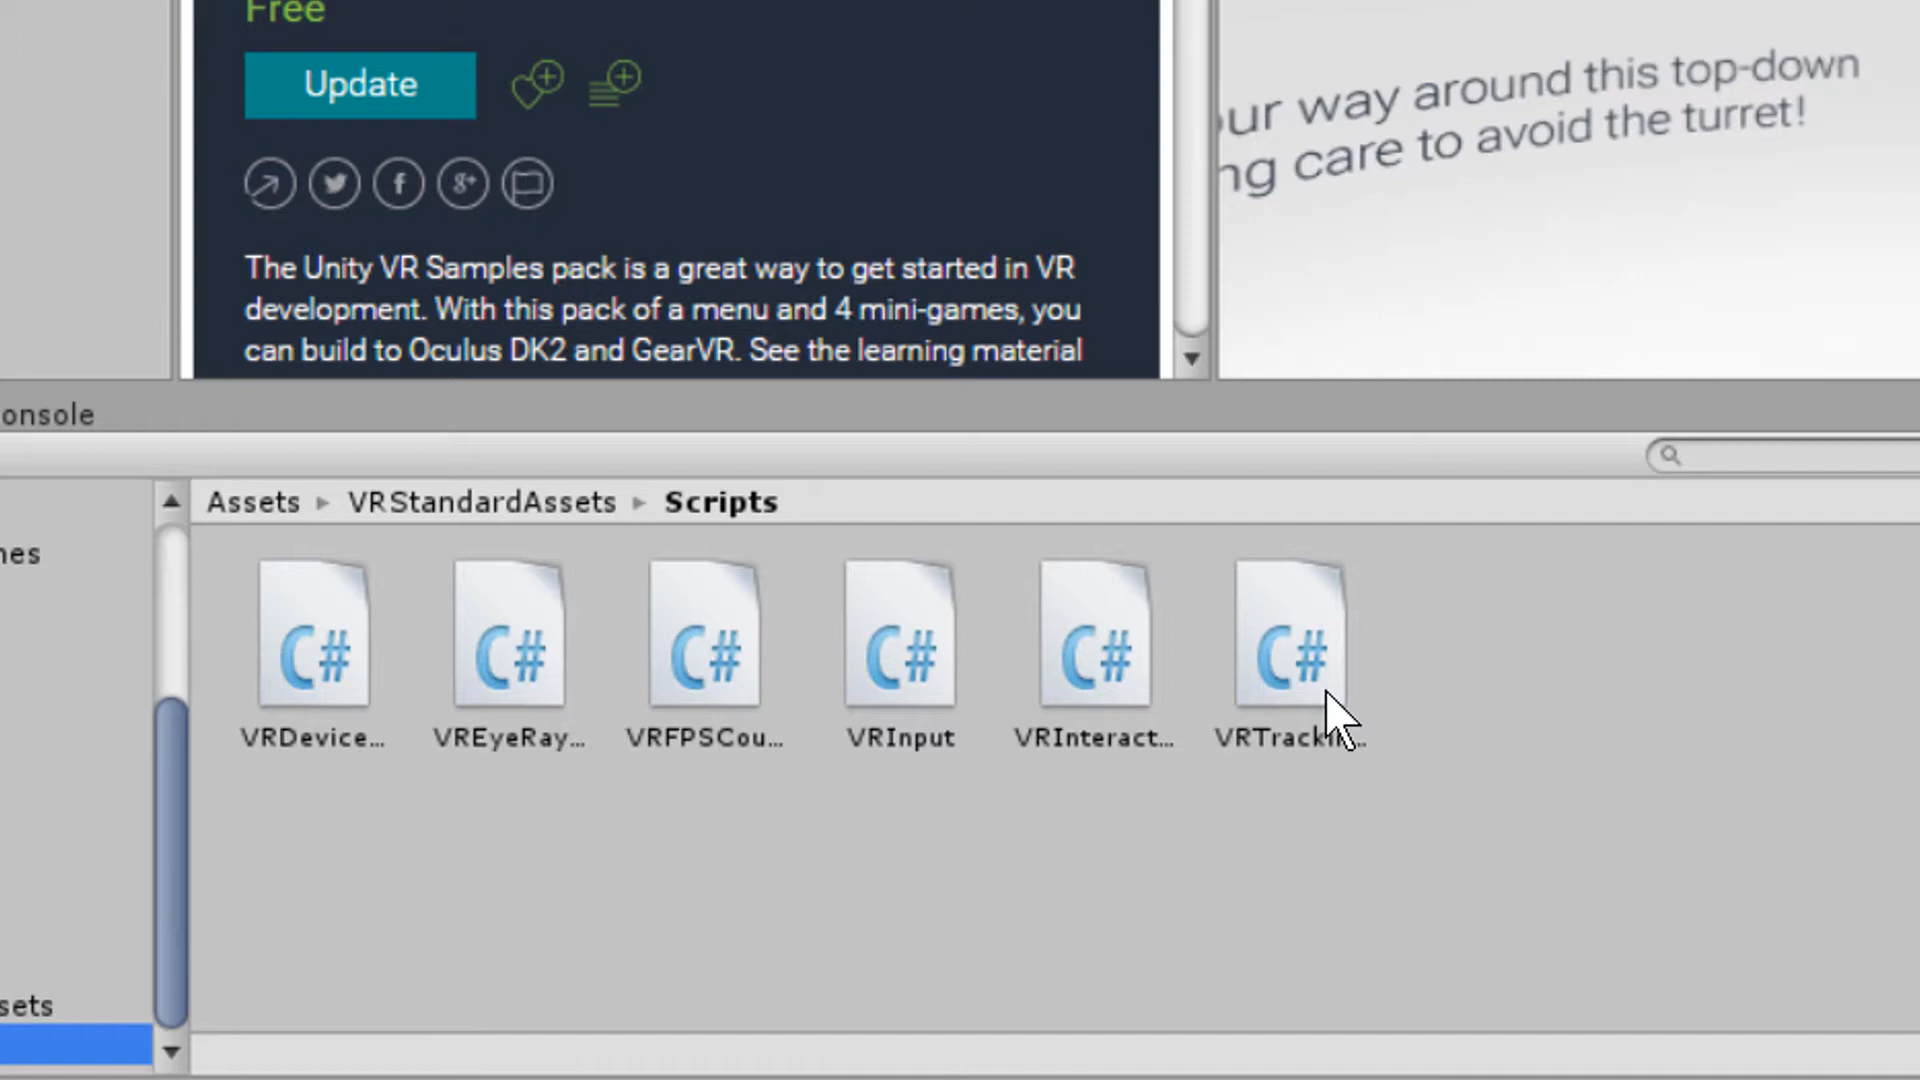 Free
Update
The Unity VR Samples pack is a great way to get started in VR
development. With this pack of a menu and 4 mini-games, you
can build to Oculus DK2 and GearVR. See the learning material
our way around this top-down
ng care to avoid the turret!
onsole
Assets ▸ VRStandardAssets ▸ Scripts
nes
C# C# C# C# C# C#
VRDevice... VREyeRay... VRFPSCou... VRInput VRInteract... VRTrackin...
sets